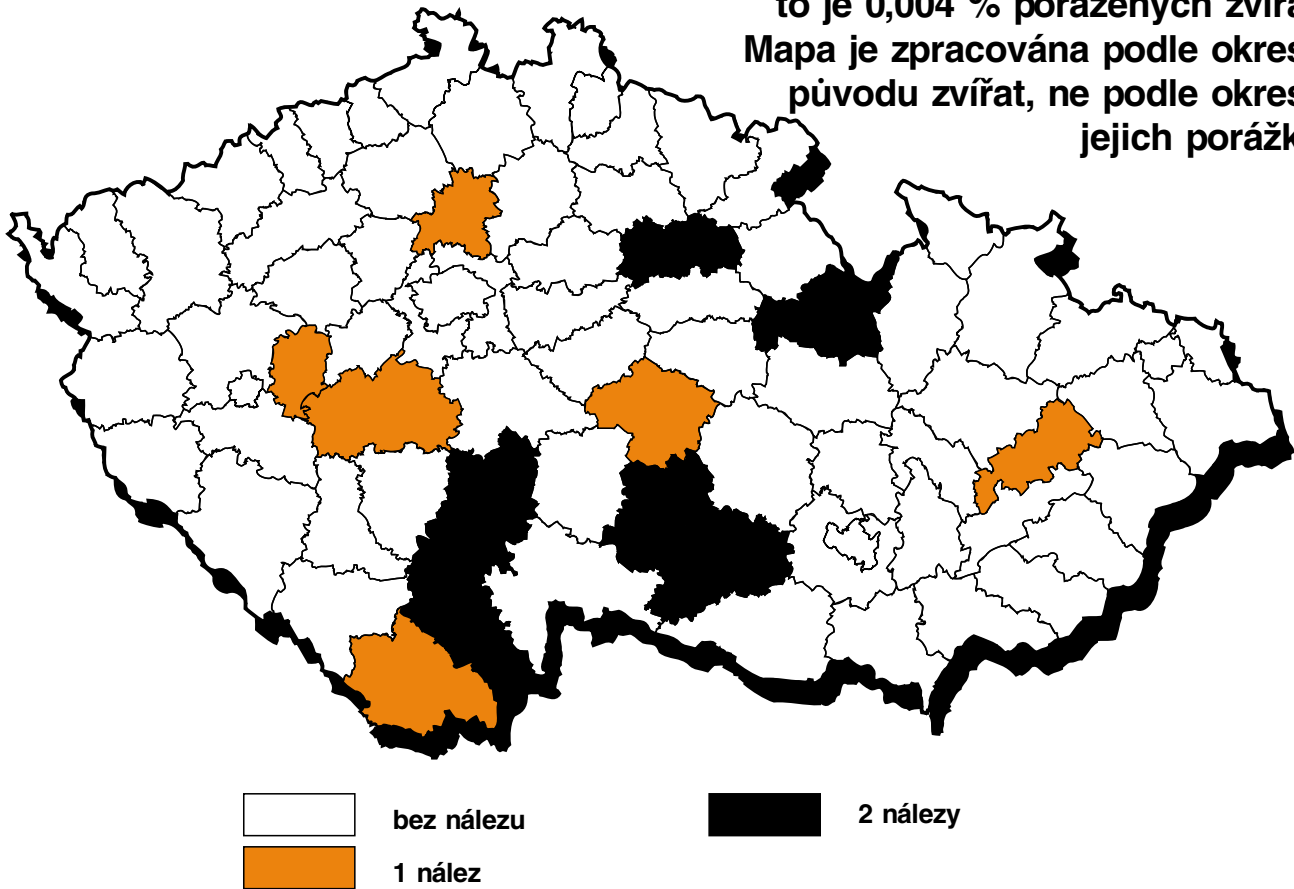 to je 0,004 % poražených
Mapa je zpracována podle
původu zvířat, ne podle
jejich
bez nálezu
2 nálezy
1 nález